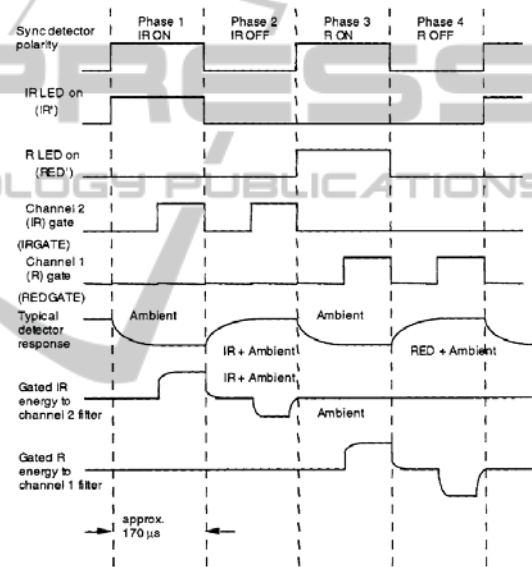 Phase 1 Phase 2 Phase 3 Phase 4
Sync detector IR ON IR OFF R ON R OFF
polarity
PRESS
IR LED on
(IR')
R LED on
(RED')
OLOGY PUBLICATIONS
Channel 2
(IR) gate
(IRGATE)
Channel 1
(R) gate
(REDGATE)
Typical Ambient Ambient
detector
response
IR + Ambient RED + Ambient
Gated IR IR + Ambient
energy to
channel 2 filter Ambient
Gated R
energy to
channel 1 filter
approx.
170 µs